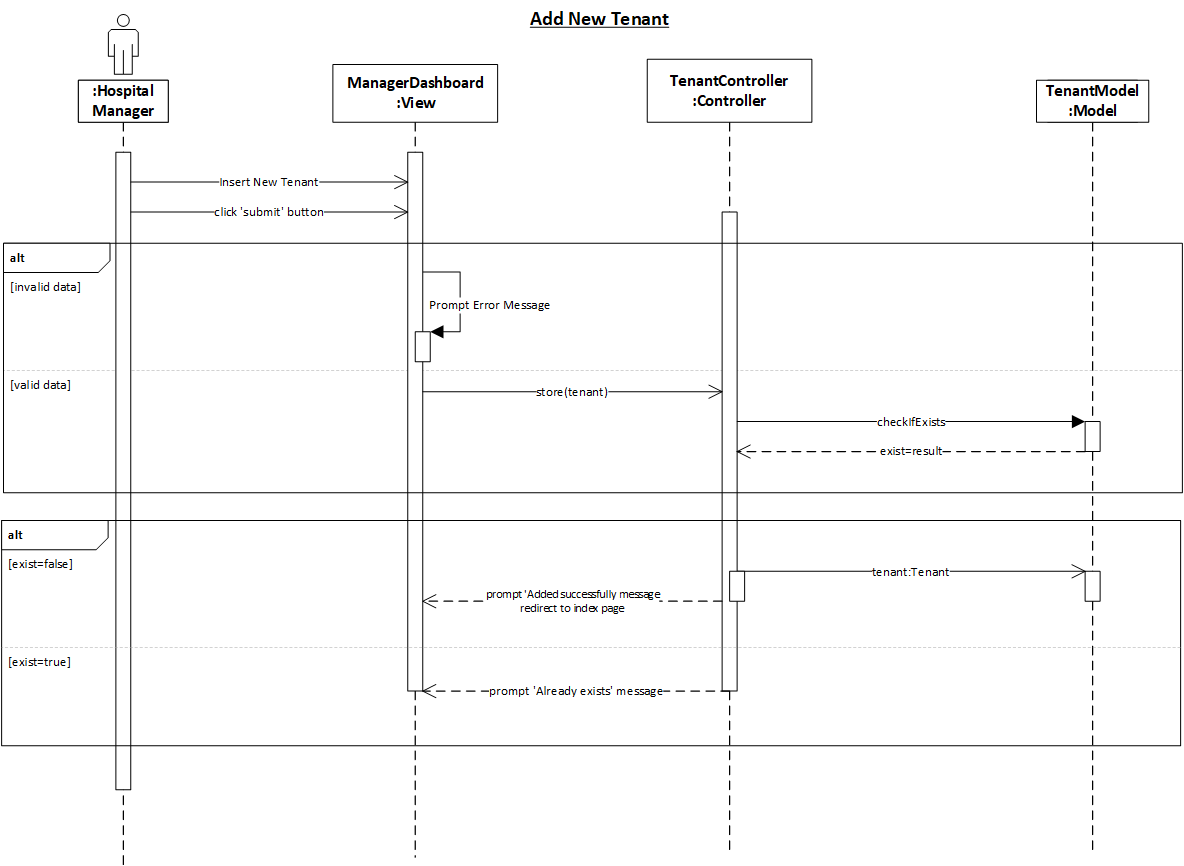 Add New Tenant
:Hospital
Manager
ManagerDashboard
:View
TenantController
:Controller
TenantModel
:Model
Insert New Tenant
click 'submit' button
alt
[invalid data]
Prompt Error Message
[valid data]
store(tenant)
checkIfExists
exist=result
alt
[exist=false]
tenant:Tenant
prompt 'Added successfully message
redirect to index page
[exist=true]
prompt 'Already exists' message